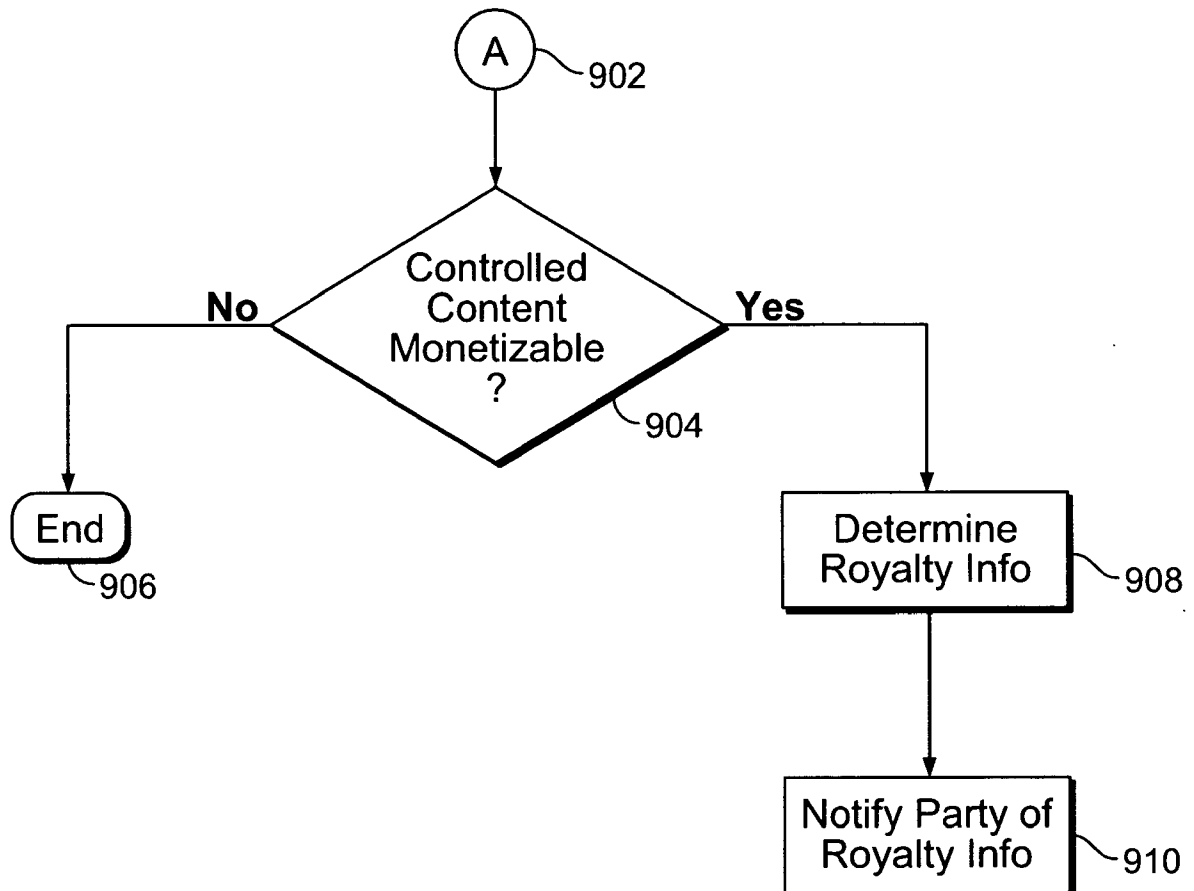 A
902
Controlled
Content
Monetizable
?
No
Yes
904
End
906
Determine
Royalty Info
908
Notify Party of
Royalty Info
910